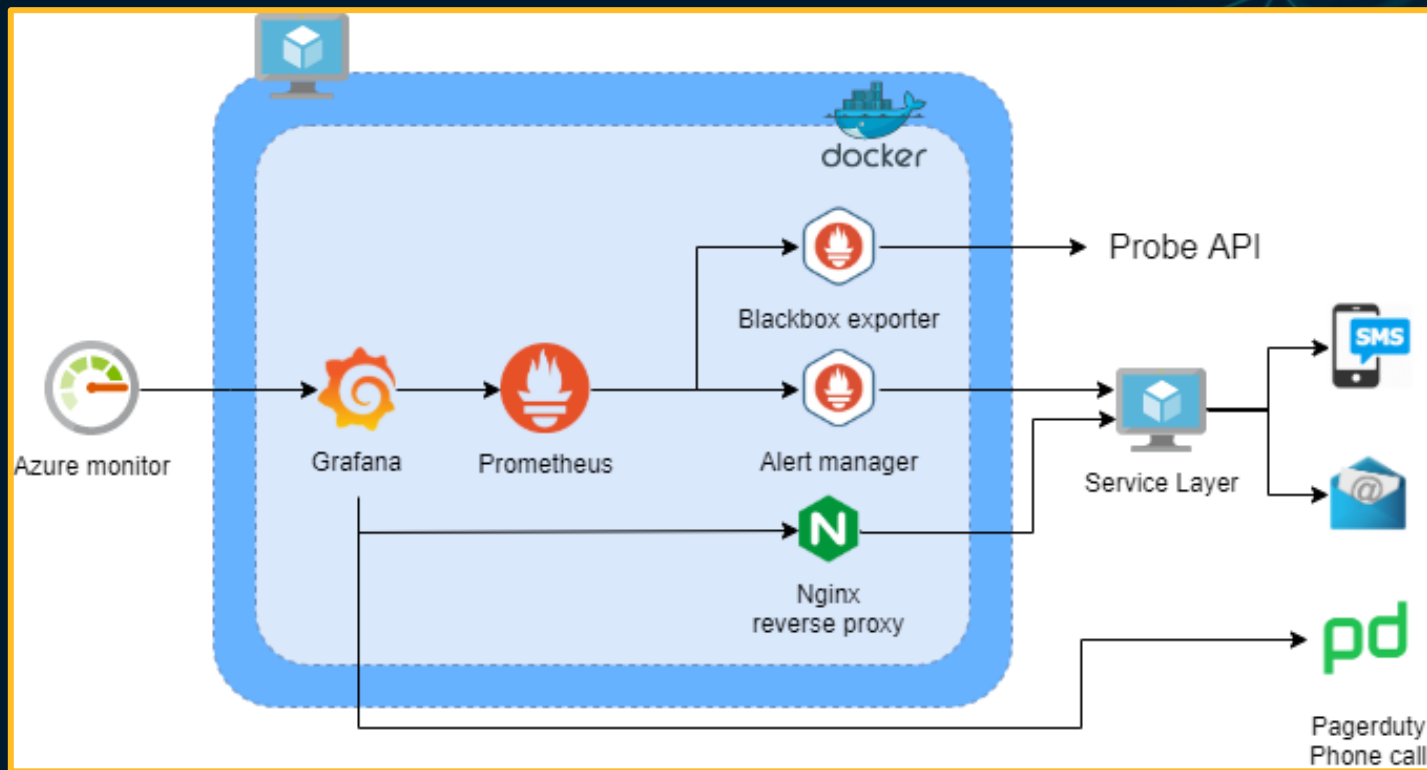 docker
Probe API
Blackbox exporter
SMS
Azure monitor
Grafana
Prometheus
Alert manager
Service Layer
@
N
Nginx
reverse proxy
pd
Pagerduty
Phone call